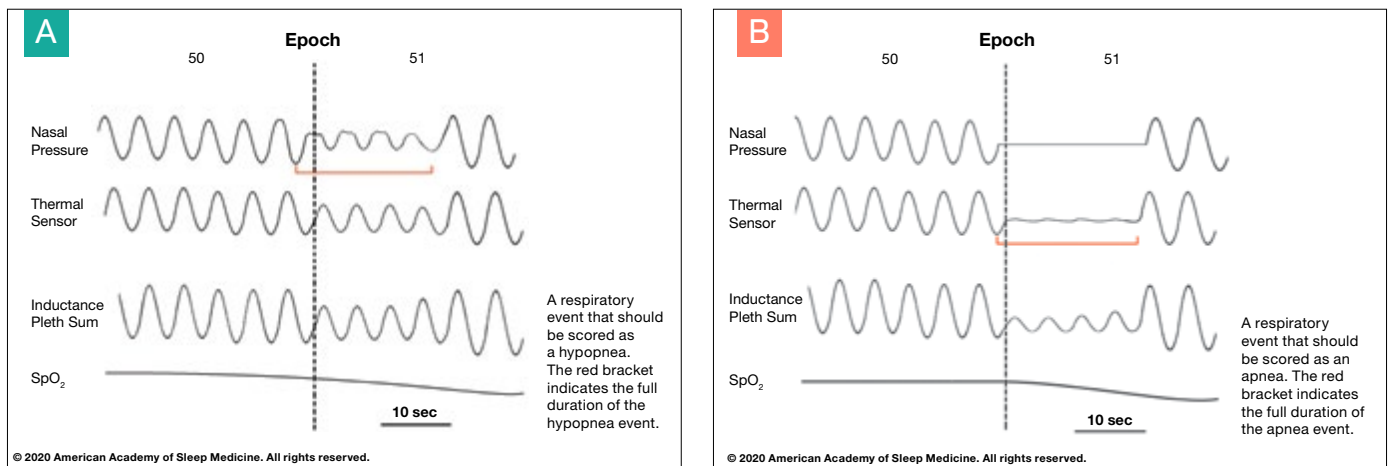 A
Epoch
50 51
Nasal
Pressure
Thermal
Sensor
Inductance
Pleth Sum
SpO₂
10 sec
A respiratory
event that should
be scored as
a hypopnea.
The red bracket
indicates the full
duration of the
hypopnea event.
© 2020 American Academy of Sleep Medicine. All rights reserved.
B
Epoch
50 51
Nasal
Pressure
Thermal
Sensor
Inductance
Pleth Sum
SpO₂
10 sec
A respiratory
event that should
be scored as an
apnea. The red
bracket indicates
the full duration of
the apnea event.
© 2020 American Academy of Sleep Medicine. All rights reserved.